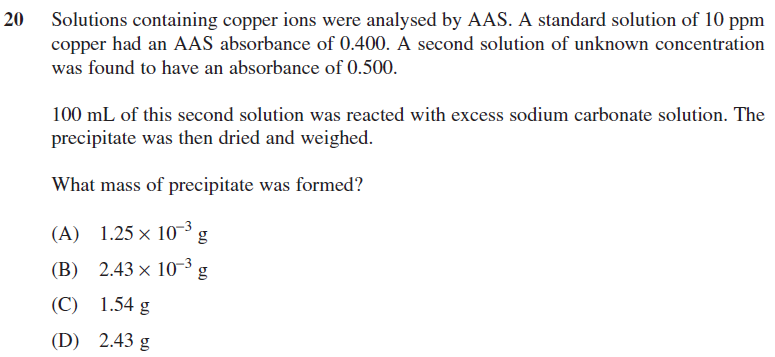 20 Solutions containing copper ions were analysed by AAS. A standard solution of 10 ppm
copper had an AAS absorbance of 0.400. A second solution of unknown concentration
was found to have an absorbance of 0.500.
100 mL of this second solution was reacted with excess sodium carbonate solution. The
precipitate was then dried and weighed.
What mass of precipitate was formed?
(A) 1.25 × 10⁻³ g
(B) 2.43 × 10⁻³ g
(C) 1.54 g
(D) 2.43 g